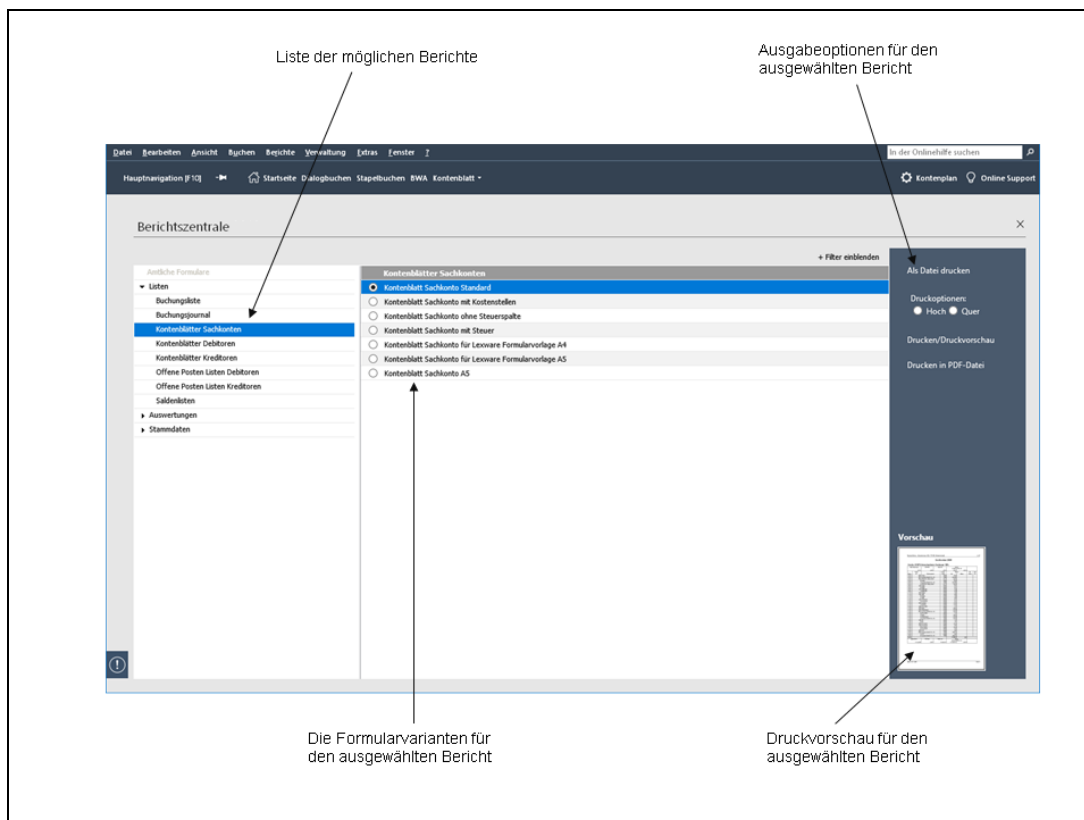 Liste der möglichen Berichte
Ausgabeoptionen für den
ausgewählten Bericht
Datei Bearbeiten Ansicht Buchen Berichte Verwaltung Extras Fenster ?
In der Onlinehilfe suchen
Hauptnavigation [F10] Startseite Dialogbuchen Stapelbuchen BWA Kontenblatt
Kontenplan Online Support
Berichtszentrale
+ Filter einblenden
Amtliche Formulare
Listen
Buchungsliste
Buchungsjournal
Kontenblätter Sachkonten
Kontenblätter Debitoren
Kontenblätter Kreditoren
Offene Posten Listen Debitoren
Offene Posten Listen Kreditoren
Saldenlisten
Auswertungen
Stammdaten
Kontenblätter Sachkonten
Kontenblatt Sachkonto Standard
Kontenblatt Sachkonto mit Kostenstellen
Kontenblatt Sachkonto ohne Steuerspalte
Kontenblatt Sachkonto mit Steuer
Kontenblatt Sachkonto für Lexware Formularvorlage A4
Kontenblatt Sachkonto für Lexware Formularvorlage A5
Kontenblatt Sachkonto A5
Als Datei drucken
Druckoptionen:
Hoch Quer
Drucken/Druckvorschau
Drucken in PDF-Datei
Vorschau
Die Formularvarianten für
den ausgewählten Bericht
Druckvorschau für den
ausgewählten Bericht